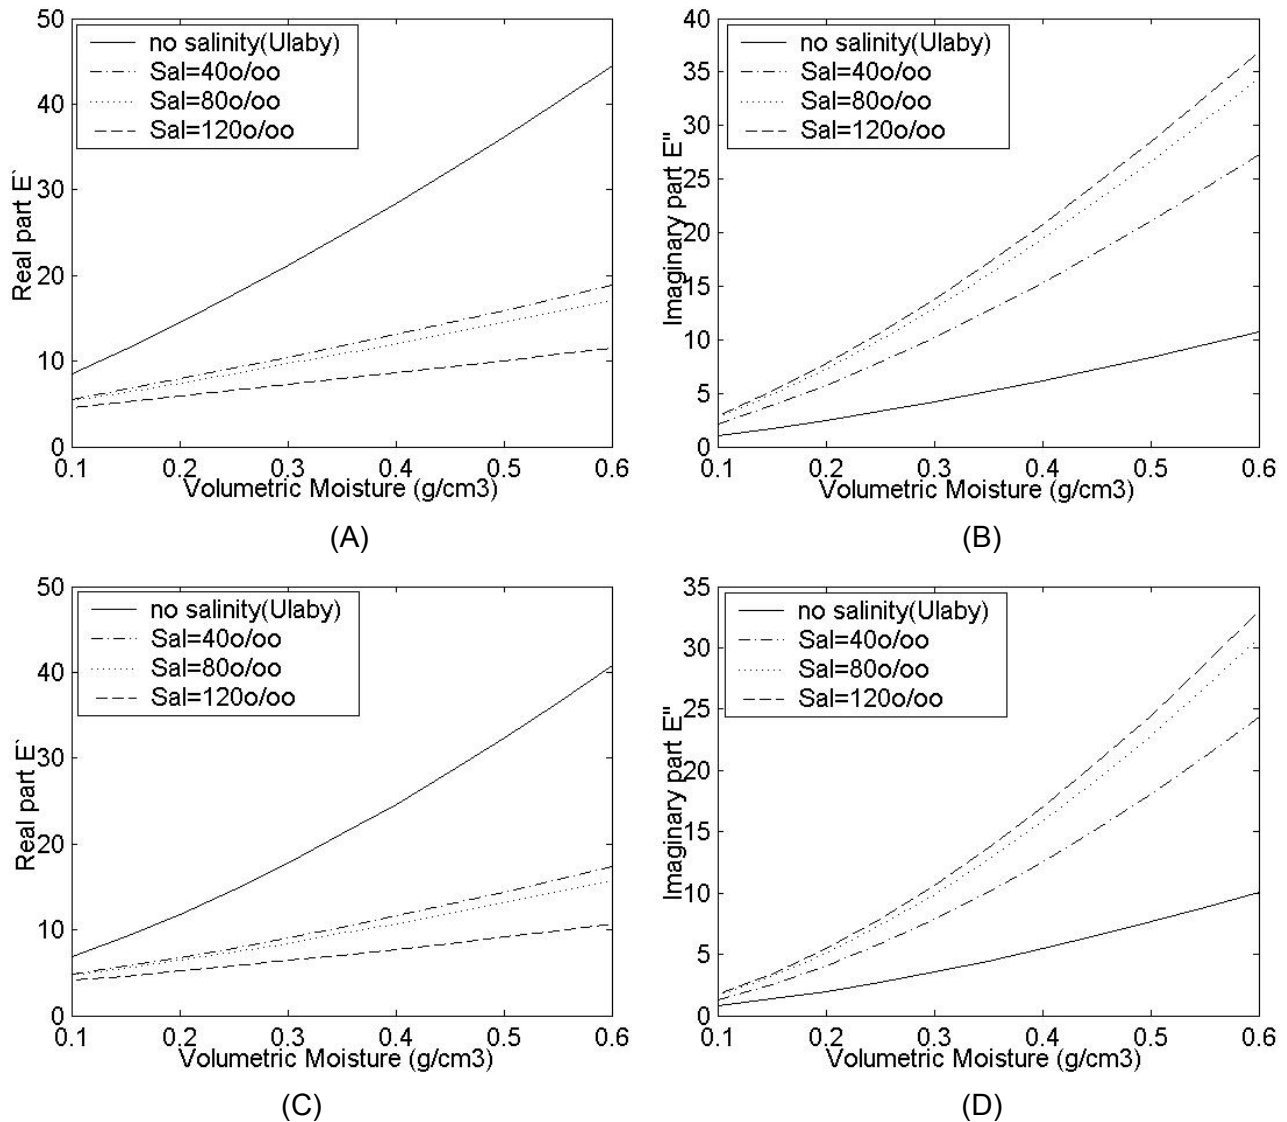 50
40
30
20
10
0
Real part E`
no salinity(Ulaby)
Sal=40o/oo
Sal=80o/oo
Sal=120o/oo
0.1 0.2 0.3 0.4 0.5 0.6
Volumetric Moisture (g/cm3)
(A)
40
35
30
25
20
15
10
5
0
Imaginary part E"
no salinity(Ulaby)
Sal=40o/oo
Sal=80o/oo
Sal=120o/oo
0.1 0.2 0.3 0.4 0.5 0.6
Volumetric Moisture (g/cm3)
(B)
50
40
30
20
10
0
Real part E`
no salinity(Ulaby)
Sal=40o/oo
Sal=80o/oo
Sal=120o/oo
0.1 0.2 0.3 0.4 0.5 0.6
Volumetric Moisture (g/cm3)
(C)
35
30
25
20
15
10
5
0
Imaginary part E"
no salinity(Ulaby)
Sal=40o/oo
Sal=80o/oo
Sal=120o/oo
0.1 0.2 0.3 0.4 0.5 0.6
Volumetric Moisture (g/cm3)
(D)